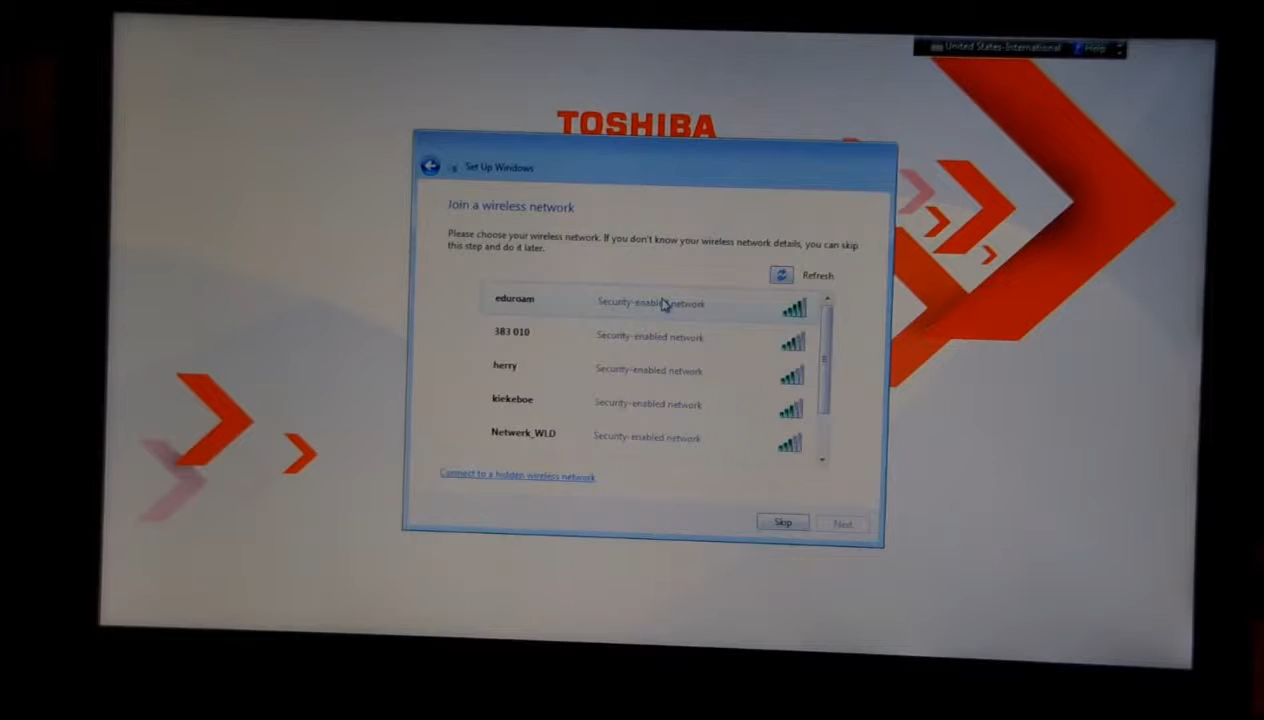 United States-International Help
TOSHIBA
Set Up Windows
Join a wireless network
Please choose your wireless network. If you don't know your wireless network details, you can skip
this step and do it later.
Refresh
eduroam Security-enabled network
383 010 Security-enabled network
herry Security-enabled network
kiekeboe Security-enabled network
Netwerk_WLD Security-enabled network
Connect to a hidden wireless network
Skip Next